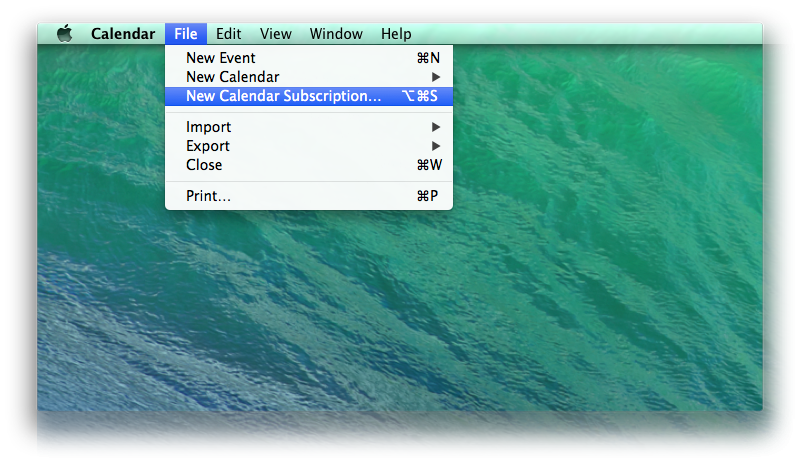 Calendar File Edit View Window Help
New Event ⌘N
New Calendar ▶
New Calendar Subscription... ⌥⌘S
Import ▶
Export ▶
Close ⌘W
Print... ⌘P